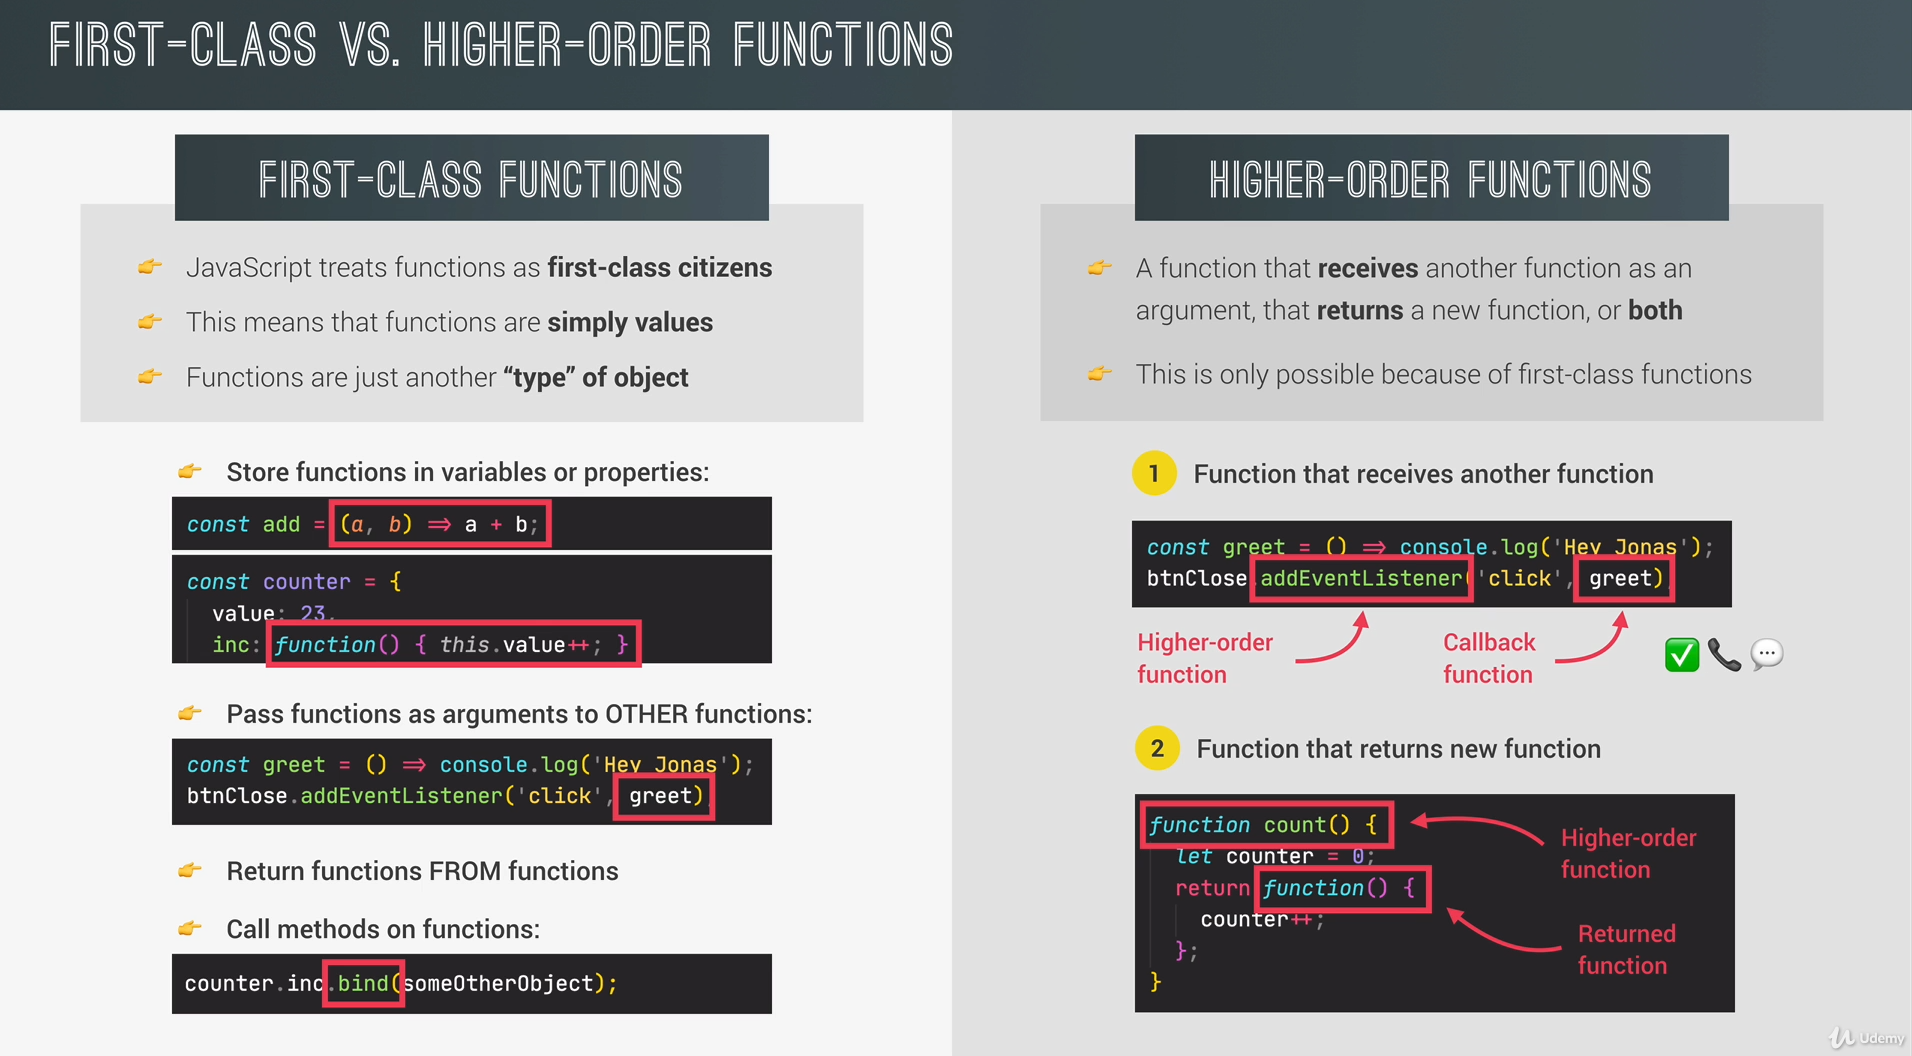 FIRST-CLASS VS. HIGHER-ORDER FUNCTIONS
FIRST-CLASS FUNCTIONS
JavaScript treats functions as first-class citizens
This means that functions are simply values
Functions are just another “type” of object
Store functions in variables or properties:
const add = (a, b) => a + b;
const counter = {
value: 23,
inc: function() { this.value++; }
Pass functions as arguments to OTHER functions:
const greet = () => console.log('Hey Jonas');
btnClose.addEventListener('click', greet)
Return functions FROM functions
Call methods on functions:
counter.inc.bind(someOtherObject);
HIGHER-ORDER FUNCTIONS
A function that receives another function as an
argument, that returns a new function, or both
This is only possible because of first-class functions
1 Function that receives another function
const greet = () => console.log('Hey Jonas');
btnClose.addEventListener('click', greet)
Higher-order
function
Callback
function
2 Function that returns new function
function count() {
let counter = 0;
return function() {
counter++;
};
}
Higher-order
function
Returned
function
Udemy